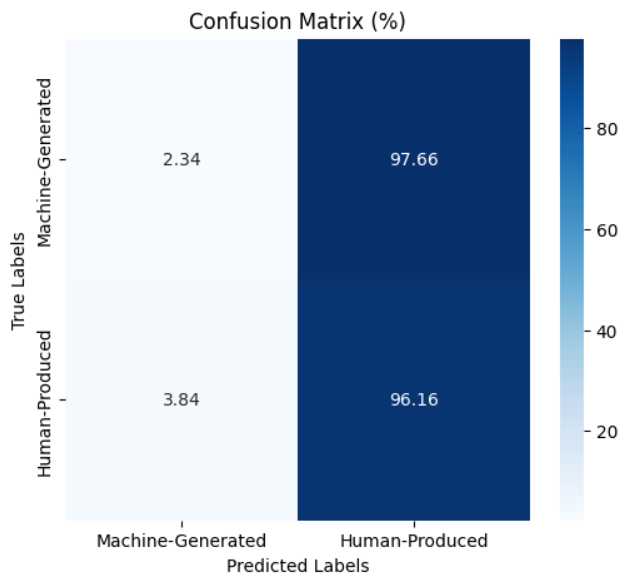 Confusion Matrix (%)
True Labels
Machine-Generated
Human-Produced
2.34
97.66
3.84
96.16
Machine-Generated
Human-Produced
Predicted Labels
80
60
40
20